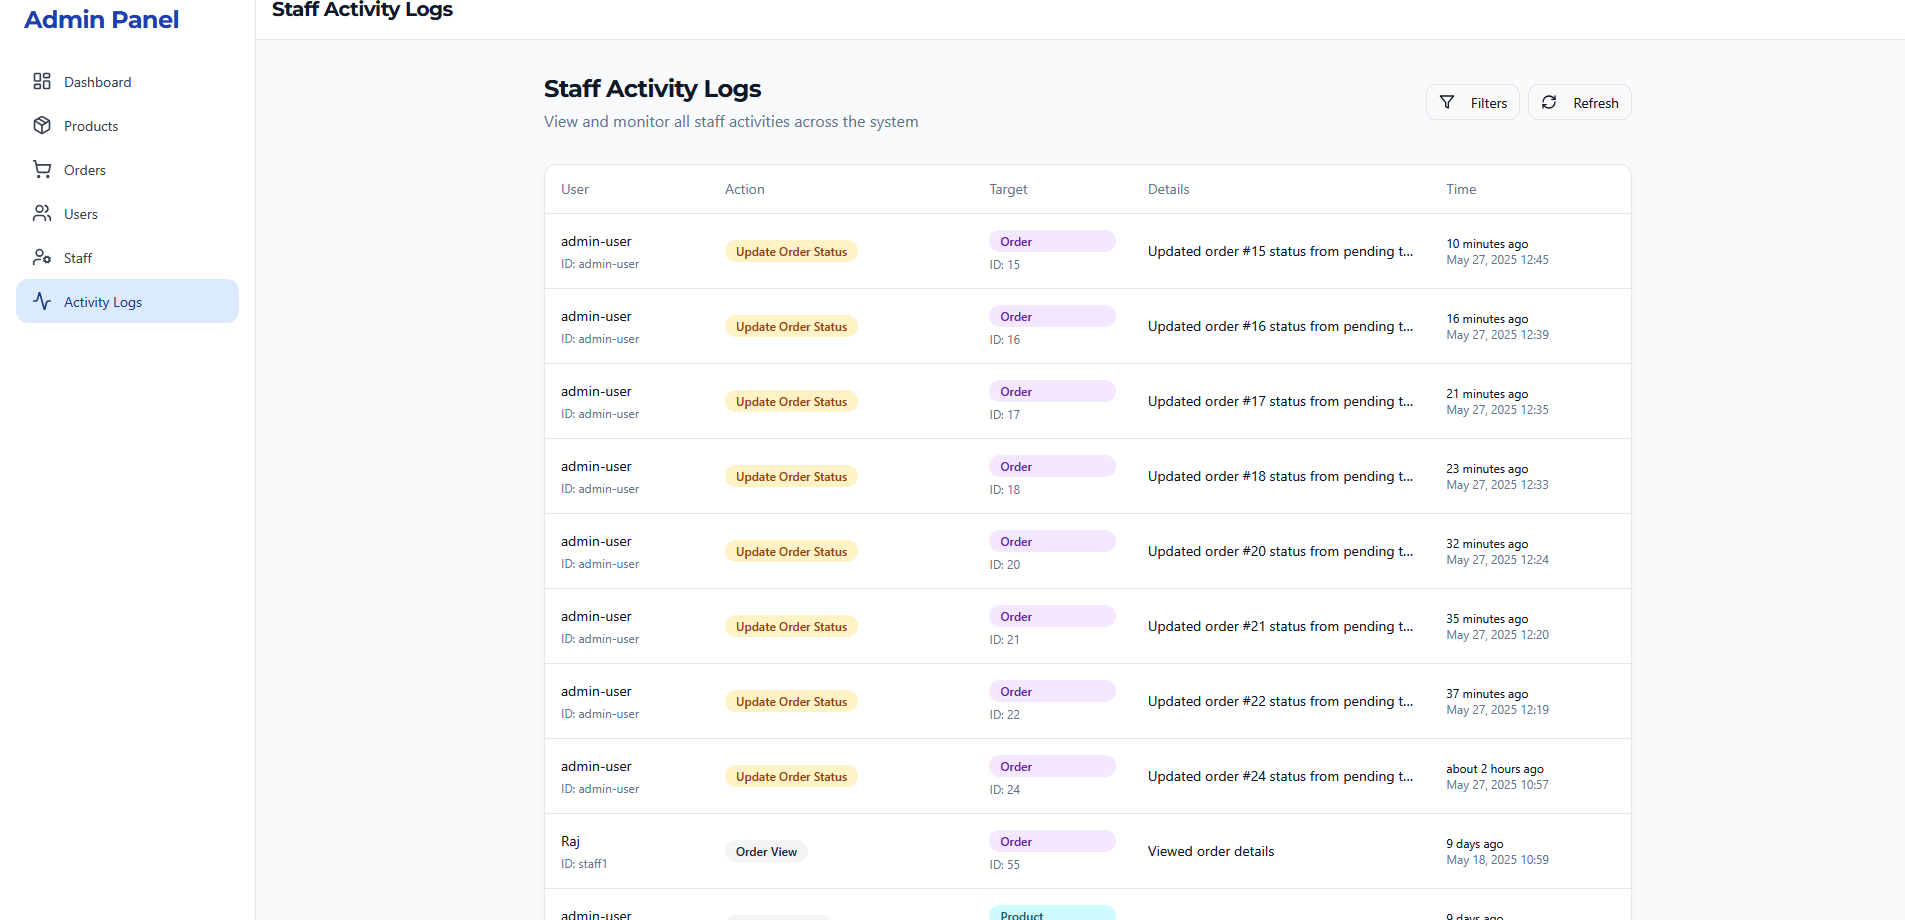 Admin Panel
Staff Activity Logs
Dashboard
Products
Orders
Users
Staff
Activity Logs
Staff Activity Logs
View and monitor all staff activities across the system
Filters
Refresh
User Action Target Details Time
admin-user
ID: admin-user
Update Order Status
Order
ID: 15
Updated order #15 status from pending t...
10 minutes ago
May 27, 2025 12:45
admin-user
ID: admin-user
Update Order Status
Order
ID: 16
Updated order #16 status from pending t...
16 minutes ago
May 27, 2025 12:39
admin-user
ID: admin-user
Update Order Status
Order
ID: 17
Updated order #17 status from pending t...
21 minutes ago
May 27, 2025 12:35
admin-user
ID: admin-user
Update Order Status
Order
ID: 18
Updated order #18 status from pending t...
23 minutes ago
May 27, 2025 12:33
admin-user
ID: admin-user
Update Order Status
Order
ID: 20
Updated order #20 status from pending t...
32 minutes ago
May 27, 2025 12:24
admin-user
ID: admin-user
Update Order Status
Order
ID: 21
Updated order #21 status from pending t...
35 minutes ago
May 27, 2025 12:20
admin-user
ID: admin-user
Update Order Status
Order
ID: 22
Updated order #22 status from pending t...
37 minutes ago
May 27, 2025 12:19
admin-user
ID: admin-user
Update Order Status
Order
ID: 24
Updated order #24 status from pending t...
about 2 hours ago
May 27, 2025 10:57
Raj
ID: staff1
Order View
Order
ID: 55
Viewed order details
9 days ago
May 18, 2025 10:59
admin-user
Product
9 days ago